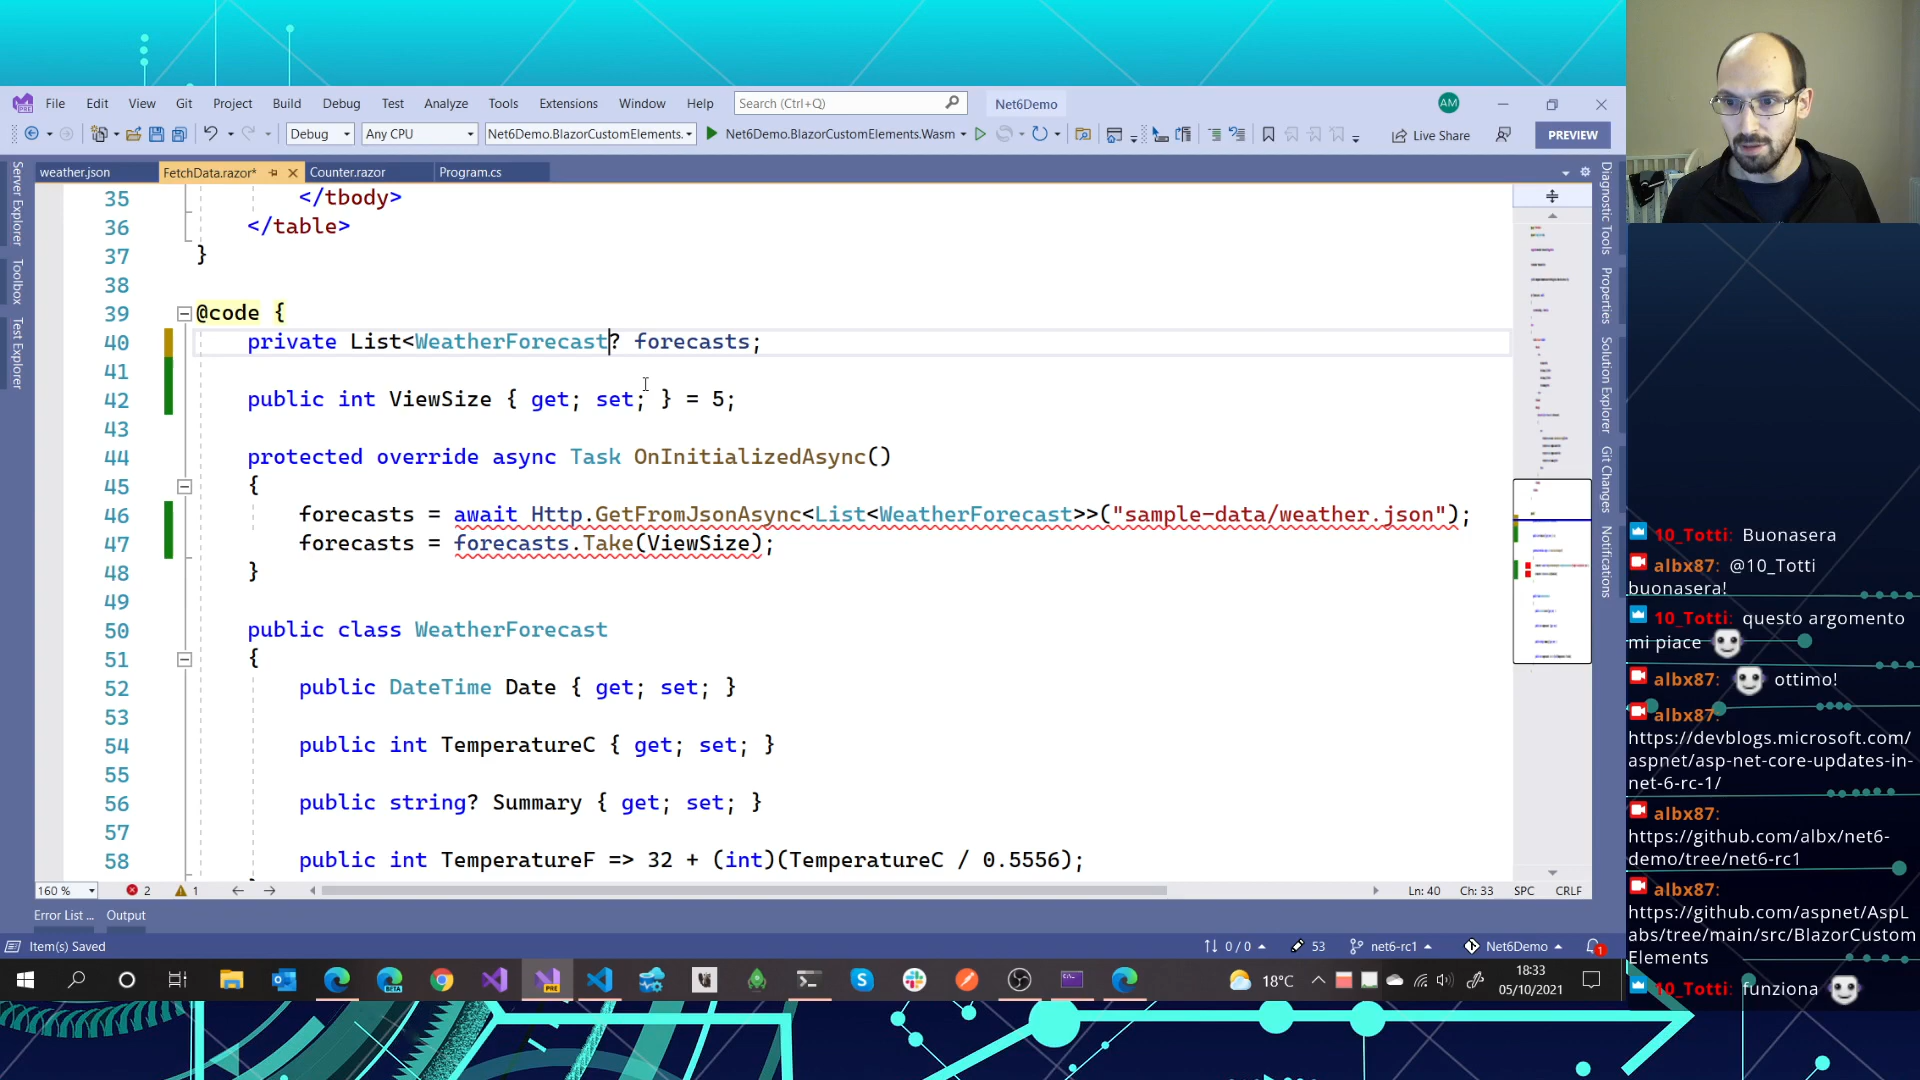 File Edit View Git Project Build Debug Test Analyze Tools Extensions Window Help Search (Ctrl+Q) Net6Demo AM
Debug Any CPU Net6Demo.BlazorCustomElements. Net6Demo.BlazorCustomElements.Wasm Live Share PREVIEW
weather.json FetchData.razor* Counter.razor Program.cs
Server Explorer
Toolbox
Test Explorer
35 </tbody>
36 </table>
37 }
38
39 @code {
40 private List<WeatherForecast? forecasts;
41
42 public int ViewSize { get; set; } = 5;
43
44 protected override async Task OnInitializedAsync()
45 {
46 forecasts = await Http.GetFromJsonAsync<List<WeatherForecast>>("sample-data/weather.json");
47 forecasts = forecasts.Take(ViewSize);
48 }
49
50 public class WeatherForecast
51 {
52 public DateTime Date { get; set; }
53
54 public int TemperatureC { get; set; }
55
56 public string? Summary { get; set; }
57
58 public int TemperatureF => 32 + (int)(TemperatureC / 0.5556);
Diagnostic Tools
Properties
Solution Explorer
Git Changes
Notifications
160 % 2 1 Ln: 40 Ch: 33 SPC CRLF
Error List ... Output
Item(s) Saved 0 / 0 53 net6-rc1 Net6Demo 1
18°C 18:33
05/10/2021
10_Totti: Buonasera
albx87: @10_Totti
buonasera!
10_Totti: questo argomento
mi piace
albx87: ottimo!
albx87:
https://devblogs.microsoft.com/
aspnet/asp-net-core-updates-in-
net-6-rc-1/
albx87:
https://github.com/albx/net6-
demo/tree/net6-rc1
albx87:
https://github.com/aspnet/AspL
abs/tree/main/src/BlazorCustom
Elements
10_Totti: funziona